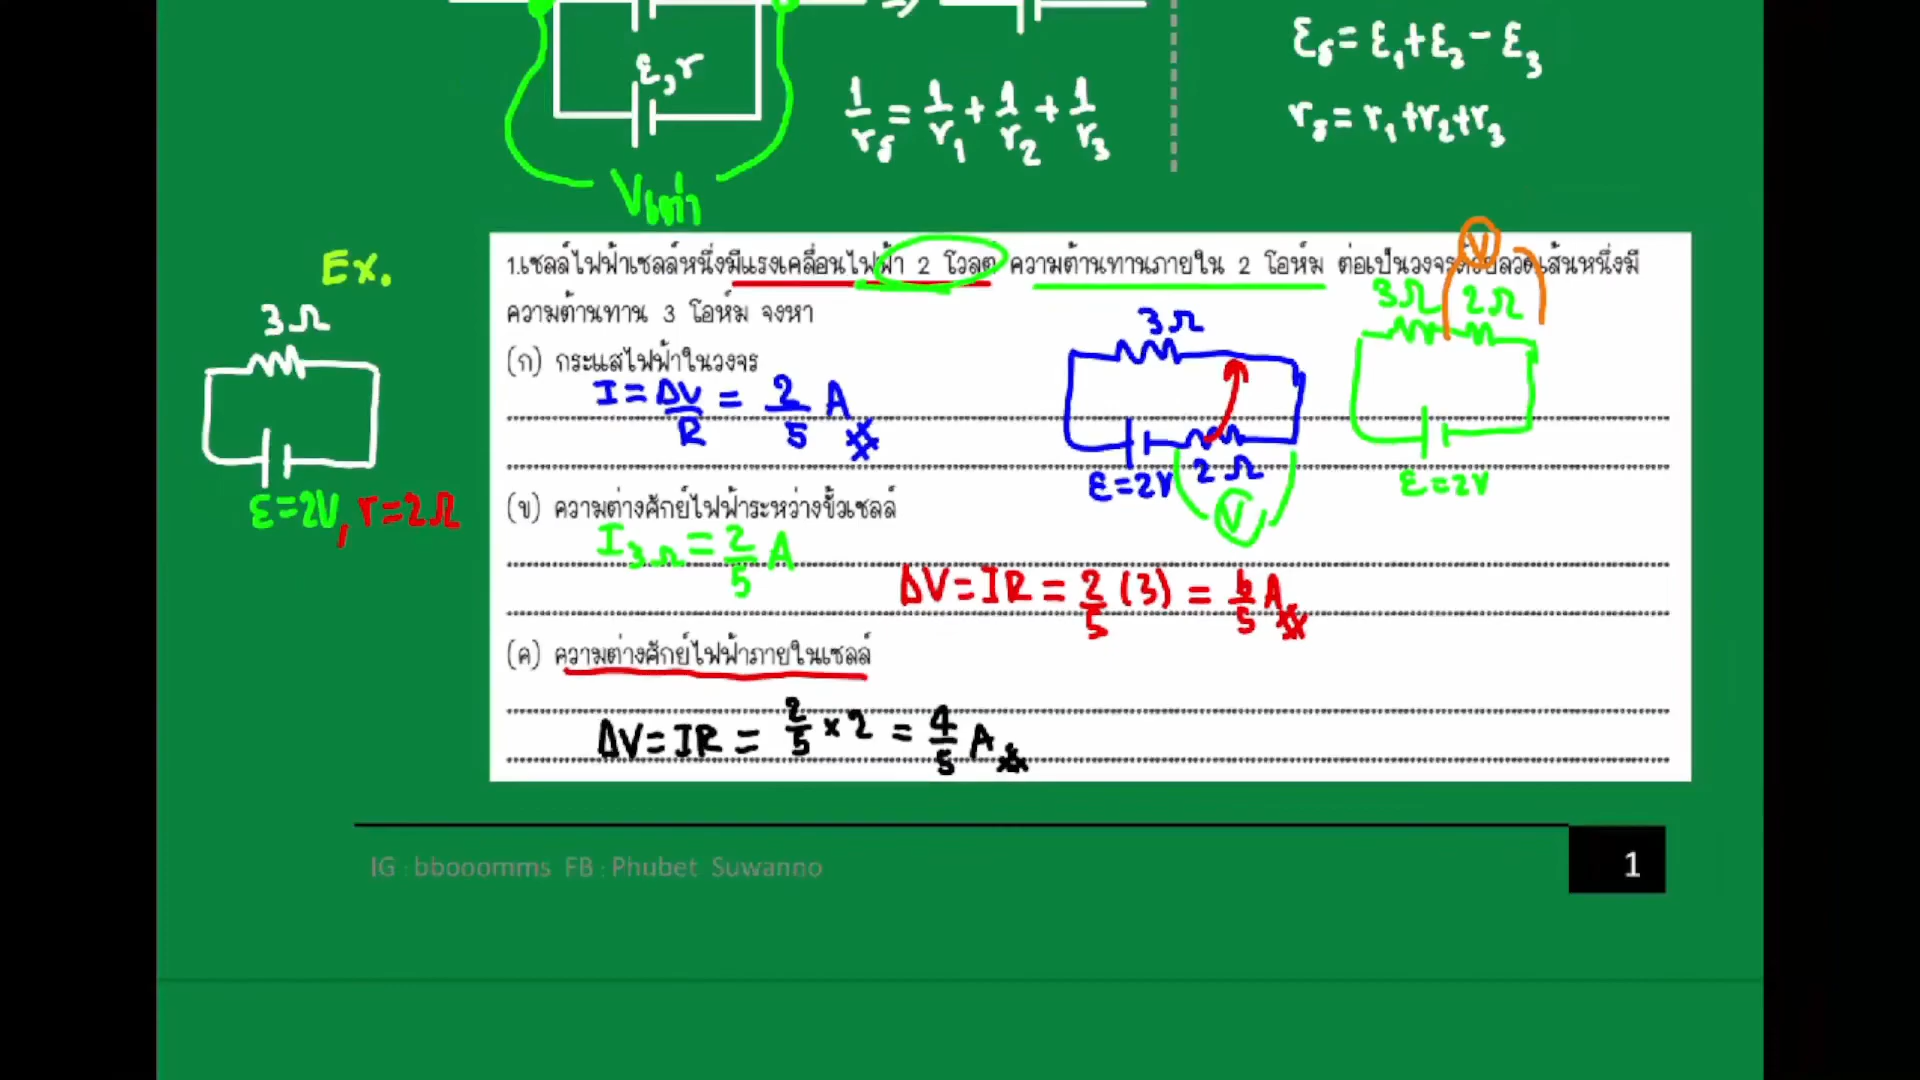 ε,r
1/rδ = 1/r1 + 1/r2 + 1/r3
εδ = ε1+ε2 - ε3
rδ = r1+r2+r3
Vเท่า
Ex.
3Ω
ε=2V, r=2Ω
1.เซลล์ไฟฟ้าเซลล์หนึ่งมีแรงเคลื่อนไฟฟ้า 2 โวลต์ ความต้านทานภายใน 2 โอห์ม ต่อเป็นวงจรด้วยลวดเส้นหนึ่งมี
ความต้านทาน 3 โอห์ม จงหา
(ก) กระแสไฟฟ้าในวงจร
I = ΔV/R = 2/5 A
3Ω
ε=2V 2Ω
V
V
3Ω 2Ω
ε=2V
(ข) ความต่างศักย์ไฟฟ้าระหว่างขั้วเซลล์
I3Ω = 2/5 A
ΔV = IR = 2/5 (3) = 6/5 A
(ค) ความต่างศักย์ไฟฟ้าภายในเซลล์
ΔV = IR = 2/5 × 2 = 4/5 A
IG : bbooomms FB : Phubet Suwanno
1